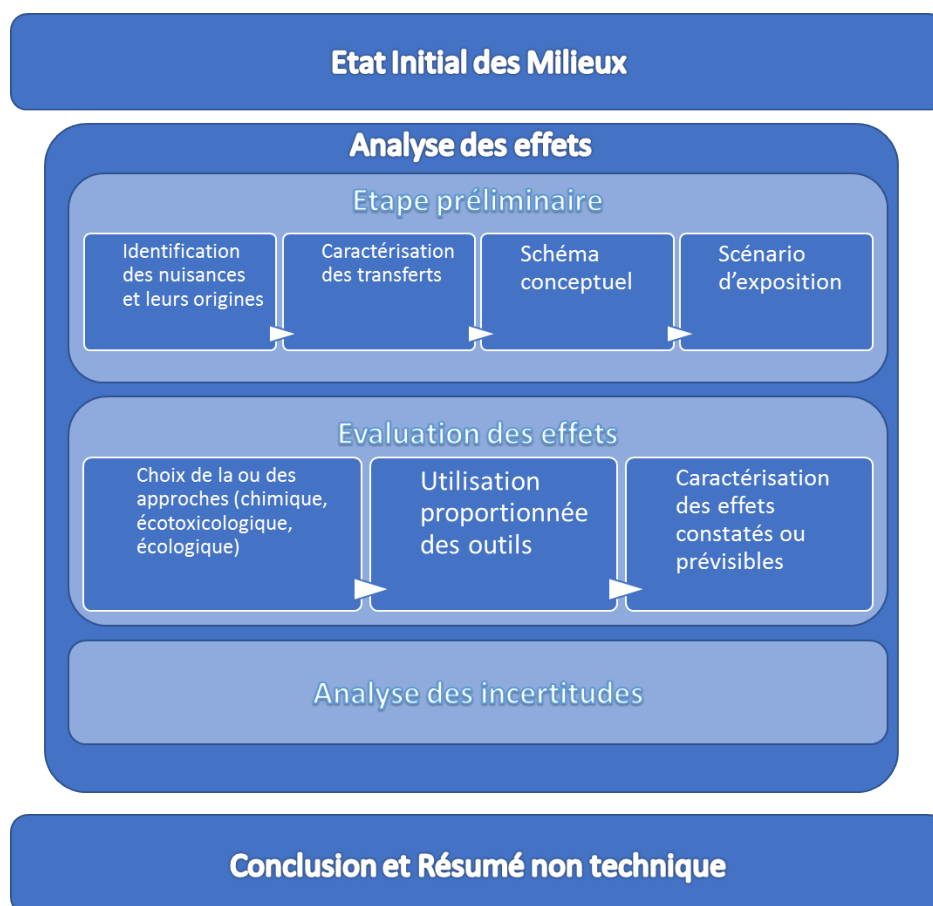 Etat Initial des Milieux
Analyse des effets
Etape préliminaire
Identification
des nuisances
et leurs origines
Caractérisation
des transferts
Schéma
conceptuel
Scénario
d'exposition
Evaluation des effets
Choix de la ou des
approches (chimique,
écotoxicologique,
écologique)
Utilisation
proportionnée
des outils
Caractérisation
des effets
constatés ou
prévisibles
Analyse des incertitudes
Conclusion et Résumé non technique